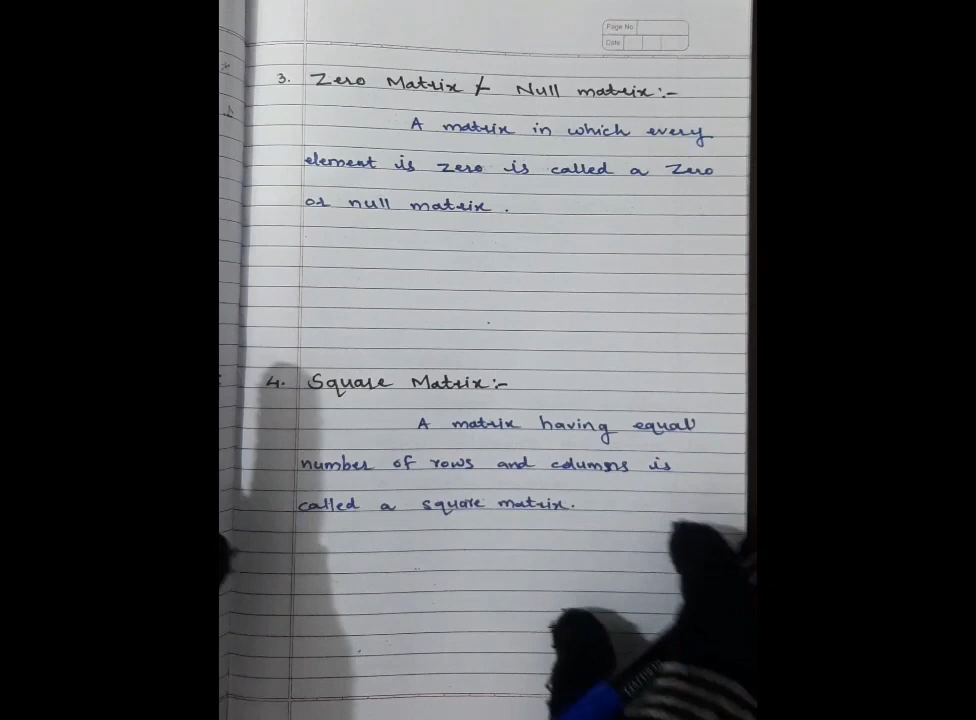 Page No
Date
3. Zero Matrix / Null matrix:-
A matrix in which every
element is zero is called a Zero
or null matrix.
4. Square Matrix:-
A matrix having equal
number of rows and columns is
called a square matrix.